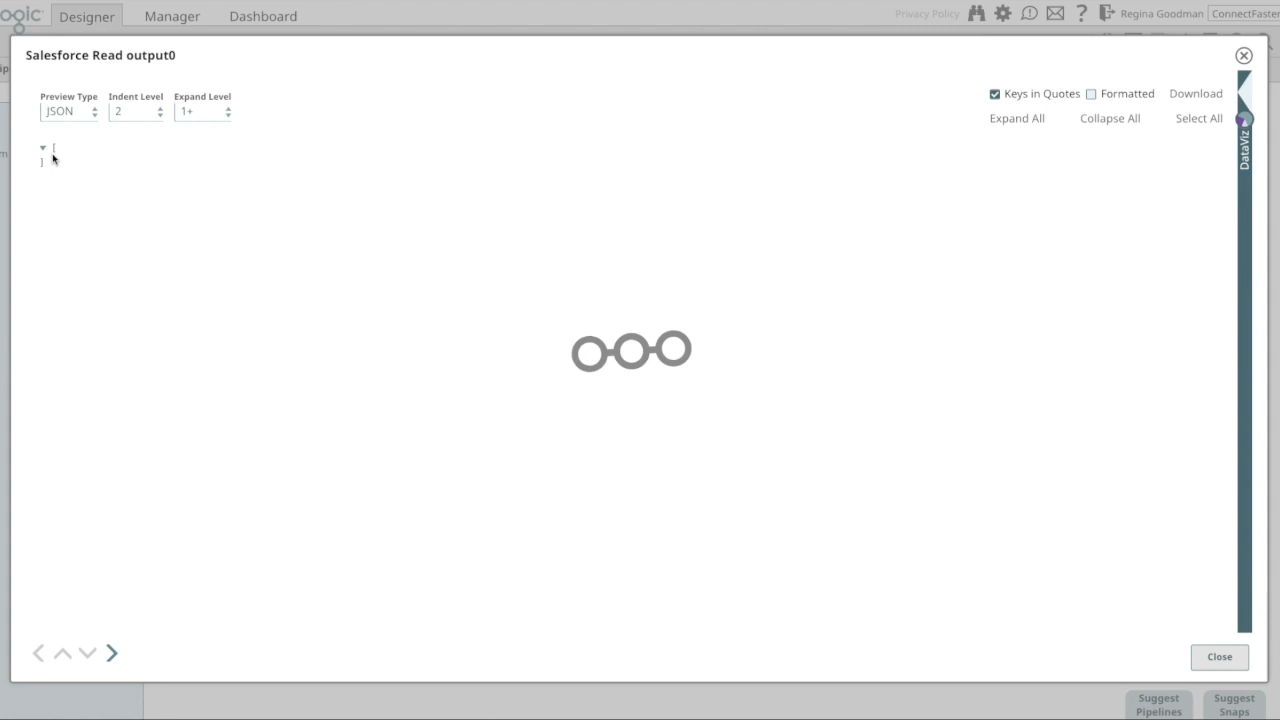 ogic
Designer
Manager
Dashboard
Privacy Policy
?
Regina Goodman
ConnectFaster
Salesforce Read output0
Preview Type
Indent Level
Expand Level
JSON
2
1+
Keys in Quotes
Formatted
Download
Expand All
Collapse All
Select All
[
]
DataViz
Close
Suggest
Pipelines
Suggest
Snaps